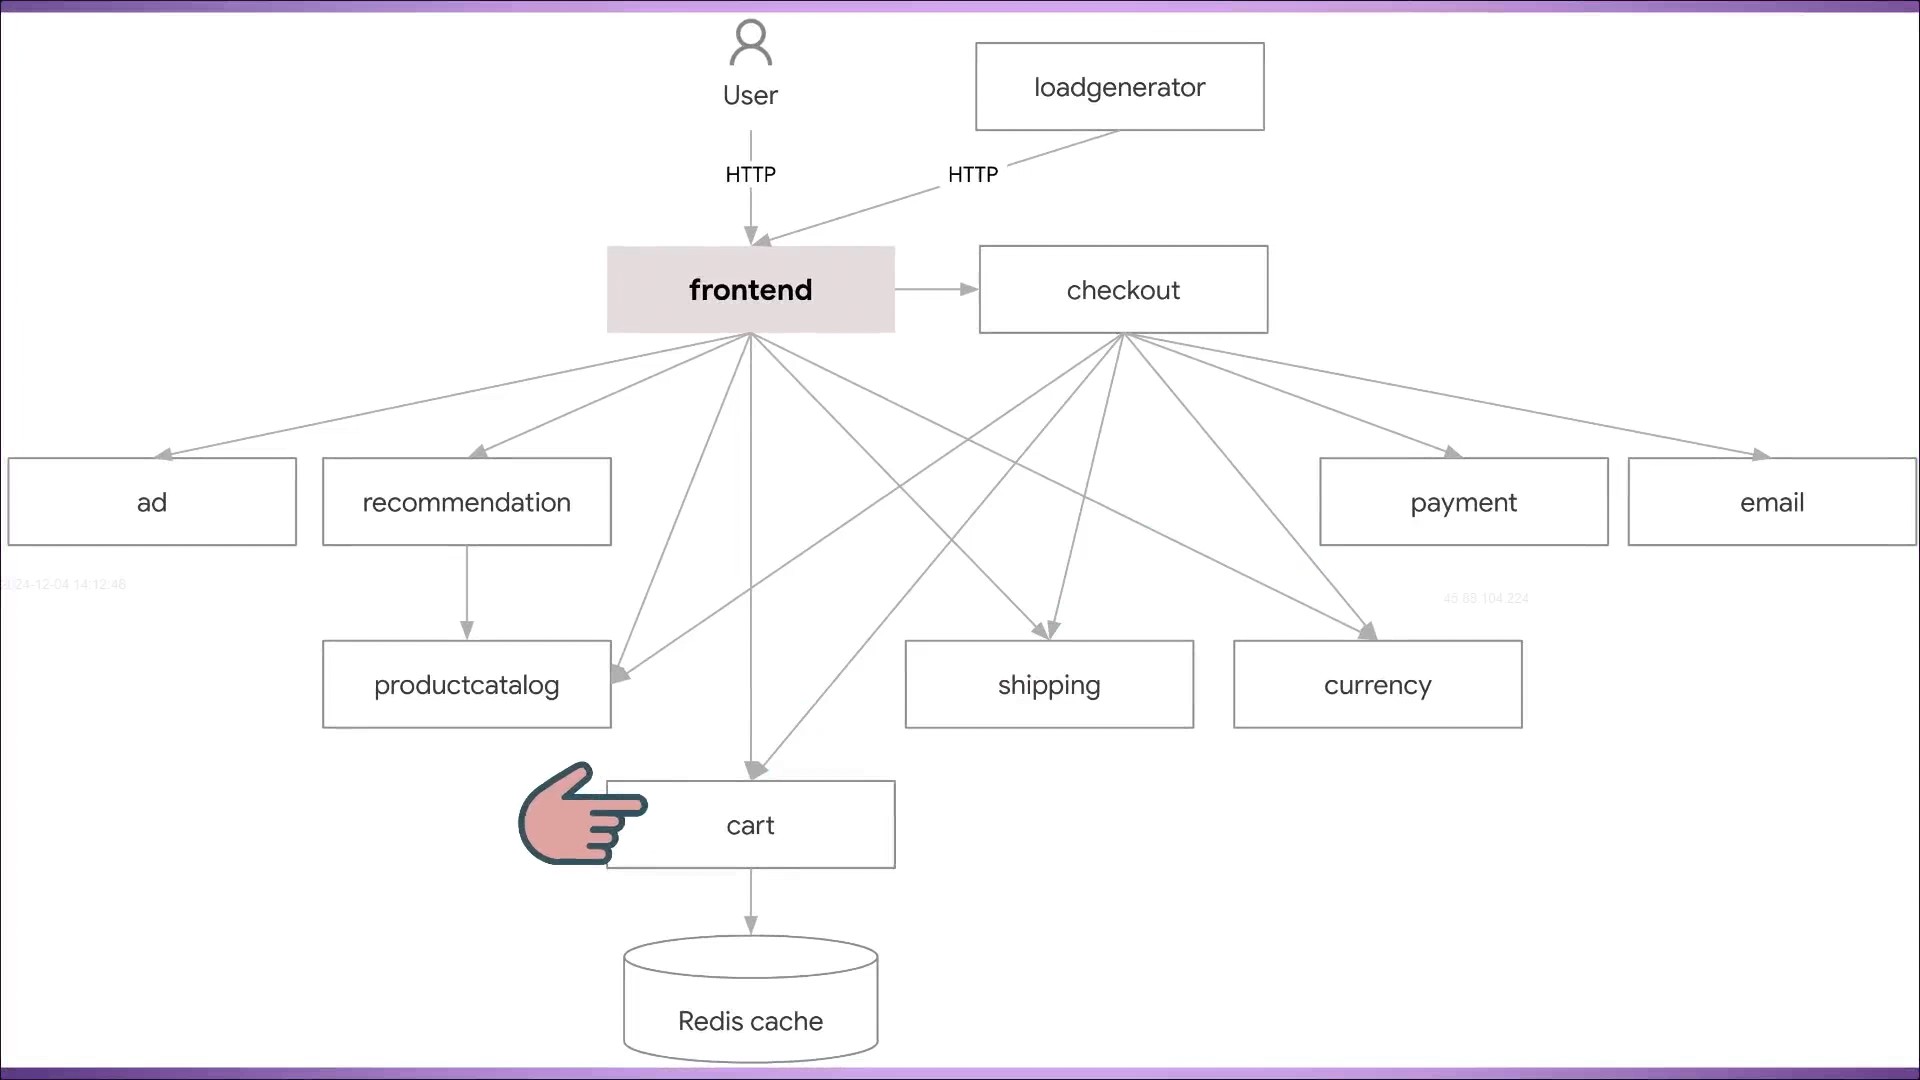 User
loadgenerator
HTTP
HTTP
frontend
checkout
ad
recommendation
payment
email
2024-12-04 14:12:48
45 88 104 224
productcatalog
shipping
currency
cart
Redis cache